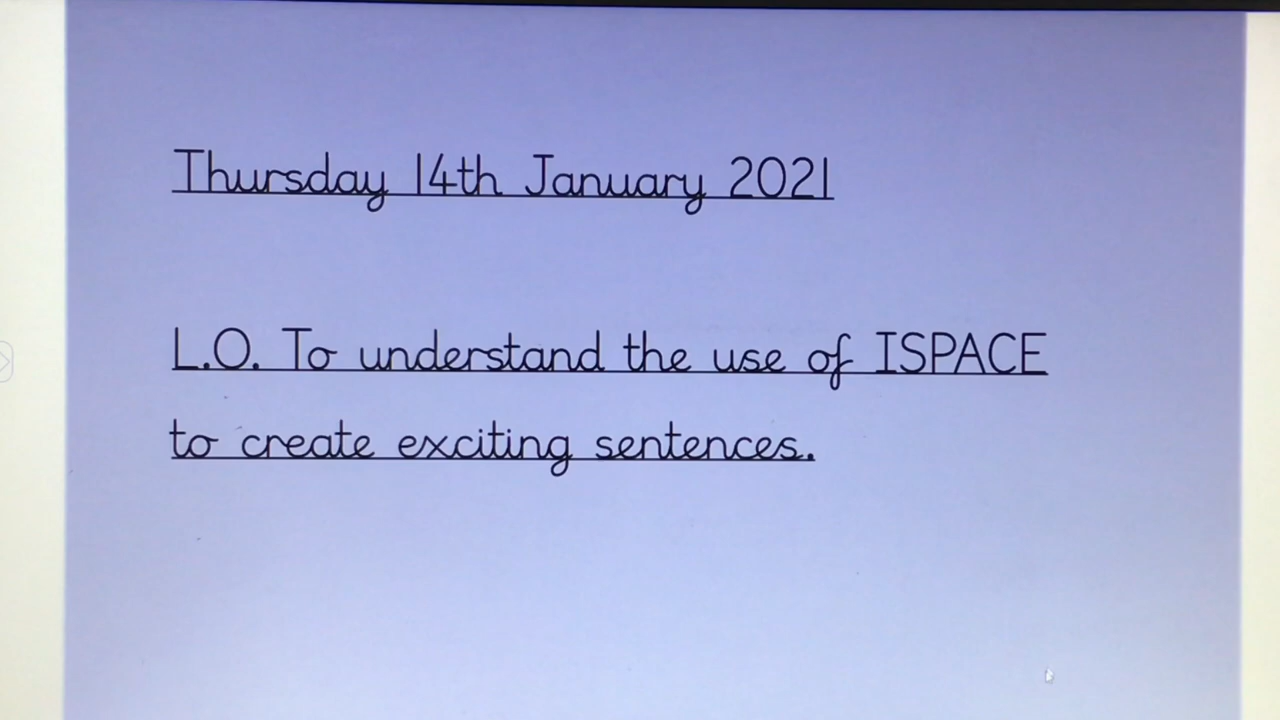 Thursday 14th January 2021
L.O. To understand the use of ISPACE
to create exciting sentences.